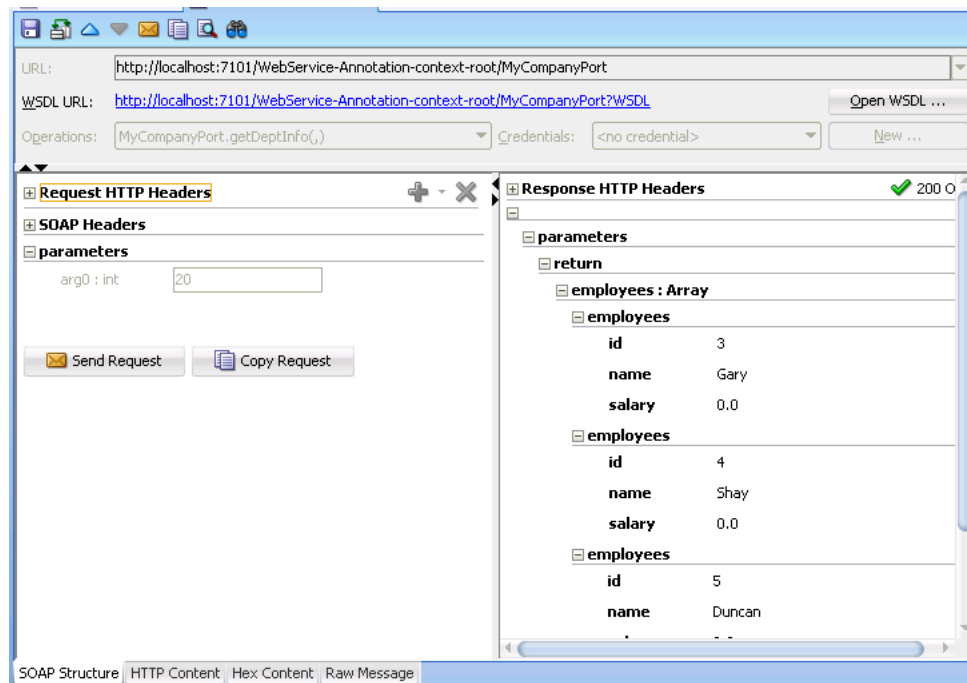 URL: http://localhost:7101/WebService-Annotation-context-root/MyCompanyPort
WSDL URL: http://localhost:7101/WebService-Annotation-context-root/MyCompanyPort?WSDL Open WSDL ...
Operations: MyCompanyPort.getDeptInfo(,) Credentials: <no credential> New ...
Request HTTP Headers
SOAP Headers
parameters
arg0 : int 20
Send Request Copy Request
Response HTTP Headers 200 O
parameters
return
employees : Array
employees
id 3
name Gary
salary 0.0
employees
id 4
name Shay
salary 0.0
employees
id 5
name Duncan
SOAP Structure HTTP Content Hex Content Raw Message